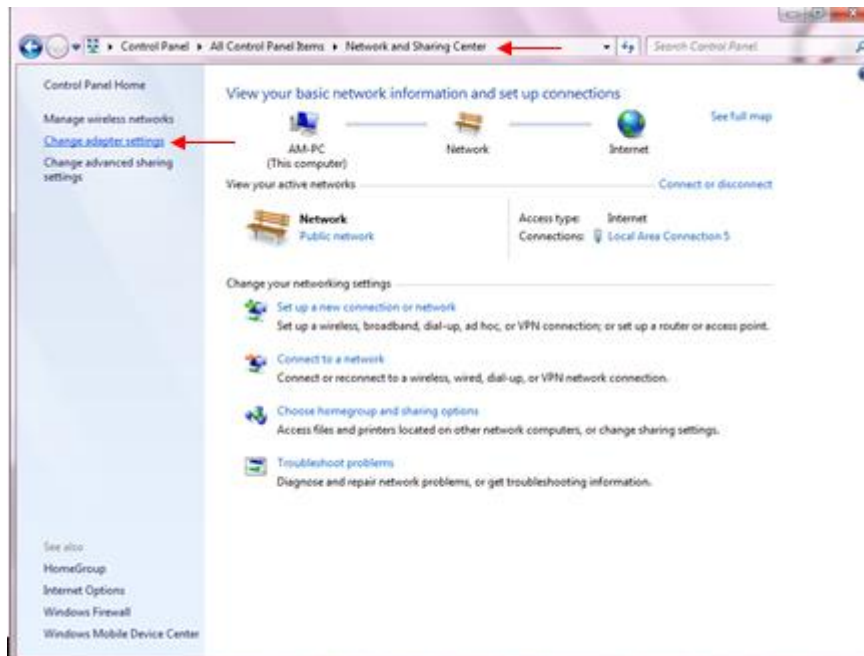 Control Panel ▸ All Control Panel Items ▸ Network and Sharing Center
Search Control Panel
Control Panel Home
Manage wireless networks
Change adapter settings
Change advanced sharing
settings
View your basic network information and set up connections
See full map
AM-PC
(This computer)
Network
Internet
View your active networks
Connect or disconnect
Network
Public network
Access type: Internet
Connections: Local Area Connection 5
Change your networking settings
Set up a new connection or network
Set up a wireless, broadband, dial-up, ad hoc, or VPN connection; or set up a router or access point.
Connect to a network
Connect or reconnect to a wireless, wired, dial-up, or VPN network connection.
Choose homegroup and sharing options
Access files and printers located on other network computers, or change sharing settings.
Troubleshoot problems
Diagnose and repair network problems, or get troubleshooting information.
See also
HomeGroup
Internet Options
Windows Firewall
Windows Mobile Device Center